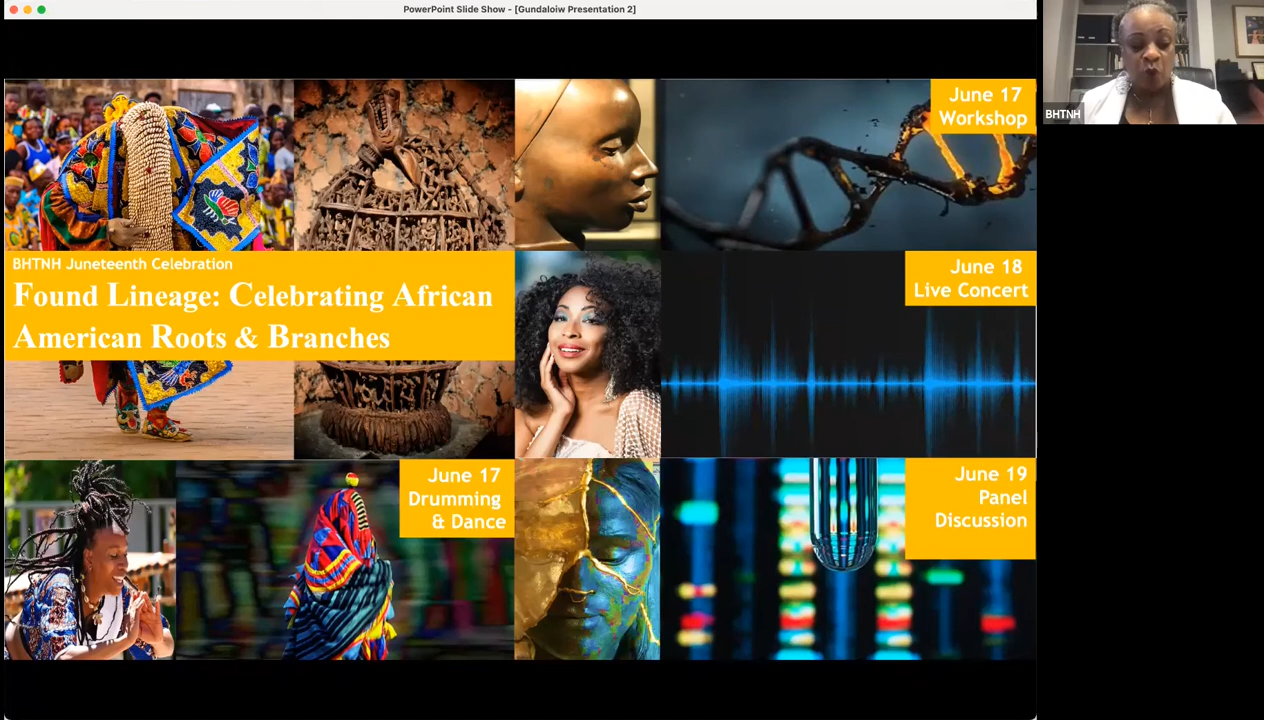 PowerPoint Slide Show - [Gundaloiw Presentation 2]
BHTNH
June 17
Workshop
BHTNH Juneteenth Celebration
Found Lineage: Celebrating African
American Roots & Branches
June 18
Live Concert
June 17
Drumming
& Dance
June 19
Panel
Discussion